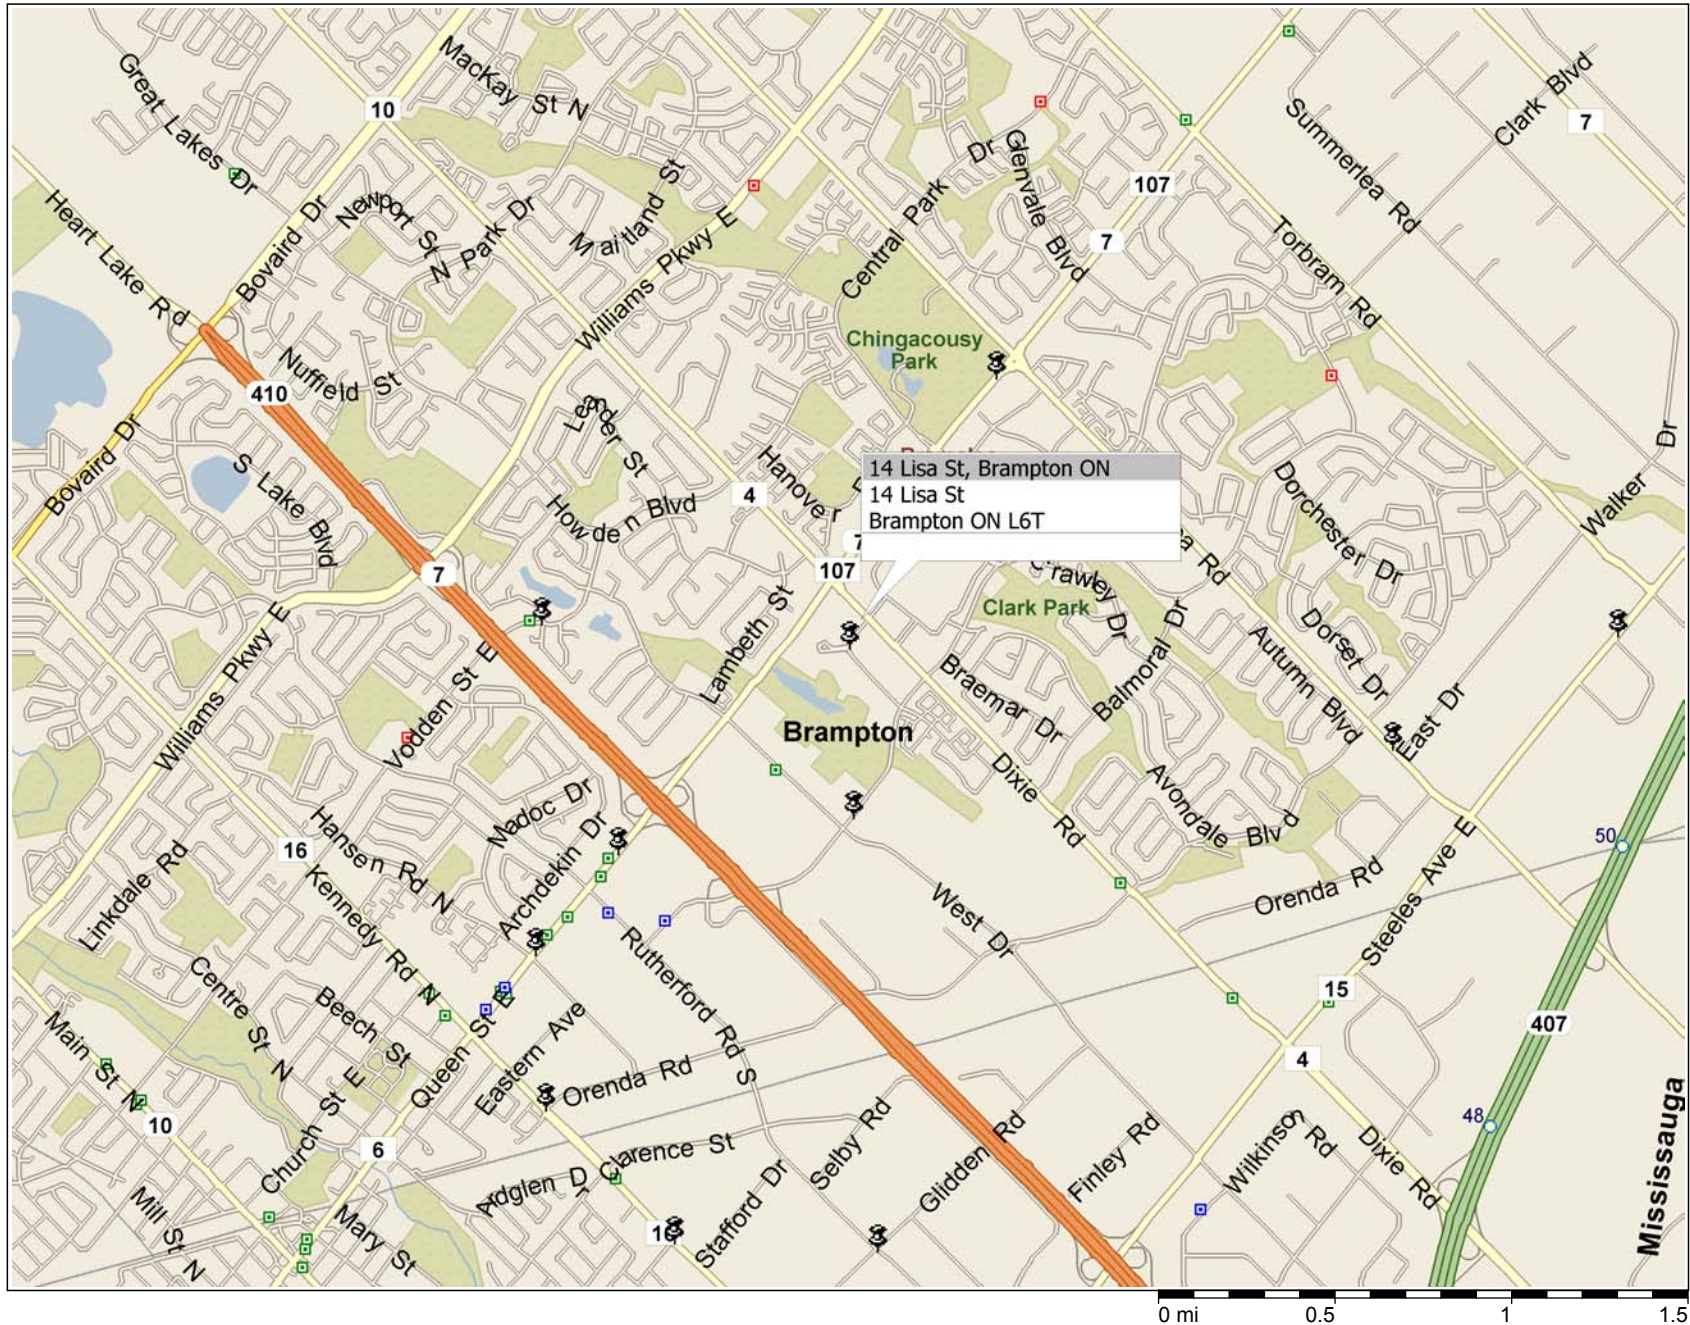 MacKay St N
Great Lakes Dr
10
Clark Blvd
7
Summerlea Rd
Dr
Glenvale Blvd
107
Heart Lake Rd
Bovaird Dr
Newport St
N Park Dr
Maitland St
Williams Pkwy E
Central Park
7
Torbram Rd
Chingacousy
Park
Nuffield St
410
Leander St
Bovaird Dr
S Lake Blvd
Howden Blvd
4
Hanover
14 Lisa St, Brampton ON
14 Lisa St
Brampton ON L6T
7
107
Dorchester Dr
Walker Dr
ea Rd
Crawley Dr
Clark Park
7
Lambeth St
Williams Pkwy E
Vodden St E
Braemar Dr
Balmoral Dr
Autumn Blvd
Dorset Dr
East Dr
Brampton
Dixie Rd
Avondale Blvd
Madoc Dr
Hansen Rd N
16
Archdekin Dr
Linkdale Rd
Kennedy Rd N
West Dr
Orenda Rd
Steeles Ave E
50
Centre St N
Beech St
Rutherford Rd S
15
407
Main St N
Queen St E
Eastern Ave
Orenda Rd
4
10
Church St E
6
48
Clarence St
Ardglen Dr
Selby Rd
Glidden Rd
Finley Rd
Wilkinson Rd
Dixie Rd
Mississauga
Mill St N
Mary St
16
Stafford Dr
0 mi 0.5 1 1.5